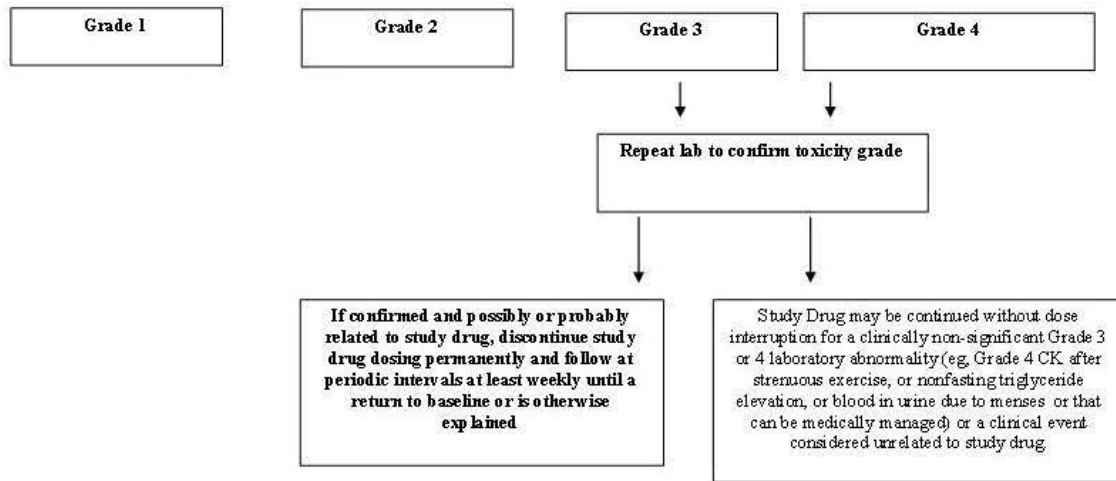 Grade 1
Grade 2
Grade 3
Grade 4
Repeat lab to confirm toxicity grade
If confirmed and possibly or probably
related to study drug, discontinue study
drug dosing permanently and follow at
periodic intervals at least weekly until a
return to baseline or is otherwise
explained
Study Drug may be continued without dose
interruption for a clinically non-significant Grade 3
or 4 laboratory abnormality (eg, Grade 4 CK after
strenuous exercise, or nonfasting triglyceride
elevation, or blood in urine due to menses or that
can be medically managed) or a clinical event
considered unrelated to study drug.